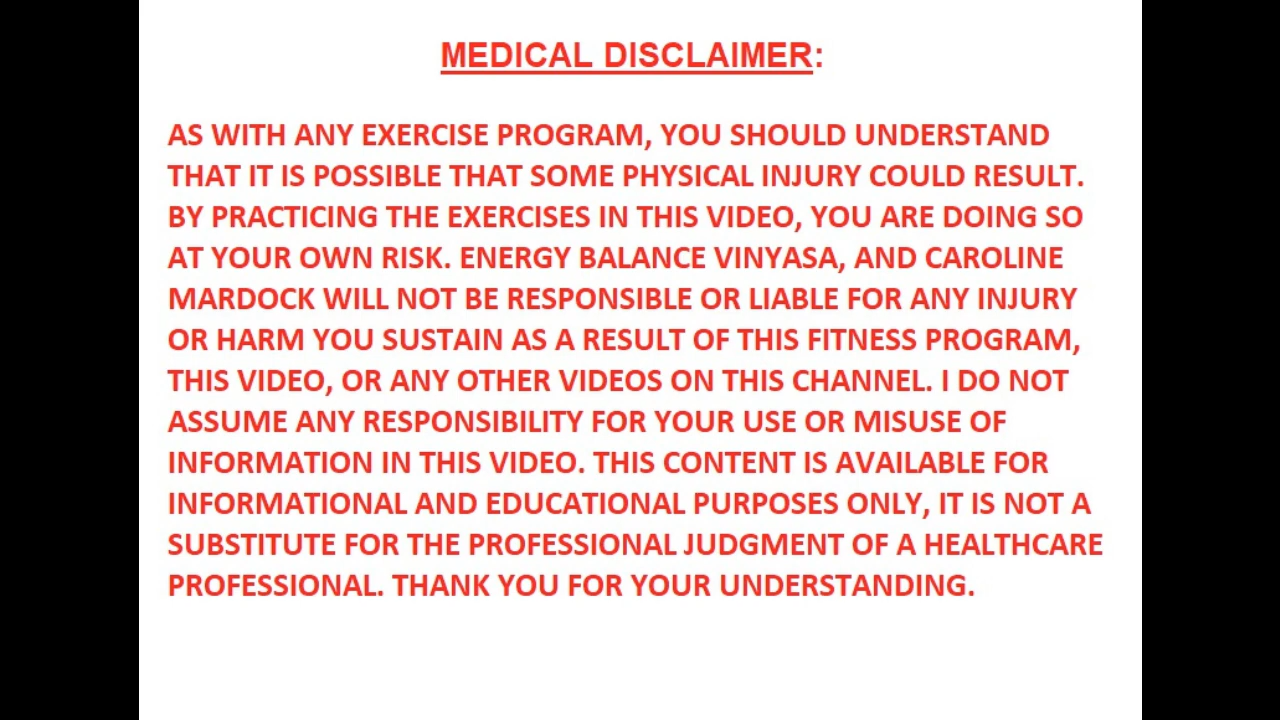 MEDICAL DISCLAIMER:
AS WITH ANY EXERCISE PROGRAM, YOU SHOULD UNDERSTAND
THAT IT IS POSSIBLE THAT SOME PHYSICAL INJURY COULD RESULT.
BY PRACTICING THE EXERCISES IN THIS VIDEO, YOU ARE DOING SO
AT YOUR OWN RISK. ENERGY BALANCE VINYASA, AND CAROLINE
MARDOCK WILL NOT BE RESPONSIBLE OR LIABLE FOR ANY INJURY
OR HARM YOU SUSTAIN AS A RESULT OF THIS FITNESS PROGRAM,
THIS VIDEO, OR ANY OTHER VIDEOS ON THIS CHANNEL. I DO NOT
ASSUME ANY RESPONSIBILITY FOR YOUR USE OR MISUSE OF
INFORMATION IN THIS VIDEO. THIS CONTENT IS AVAILABLE FOR
INFORMATIONAL AND EDUCATIONAL PURPOSES ONLY, IT IS NOT A
SUBSTITUTE FOR THE PROFESSIONAL JUDGMENT OF A HEALTHCARE
PROFESSIONAL. THANK YOU FOR YOUR UNDERSTANDING.